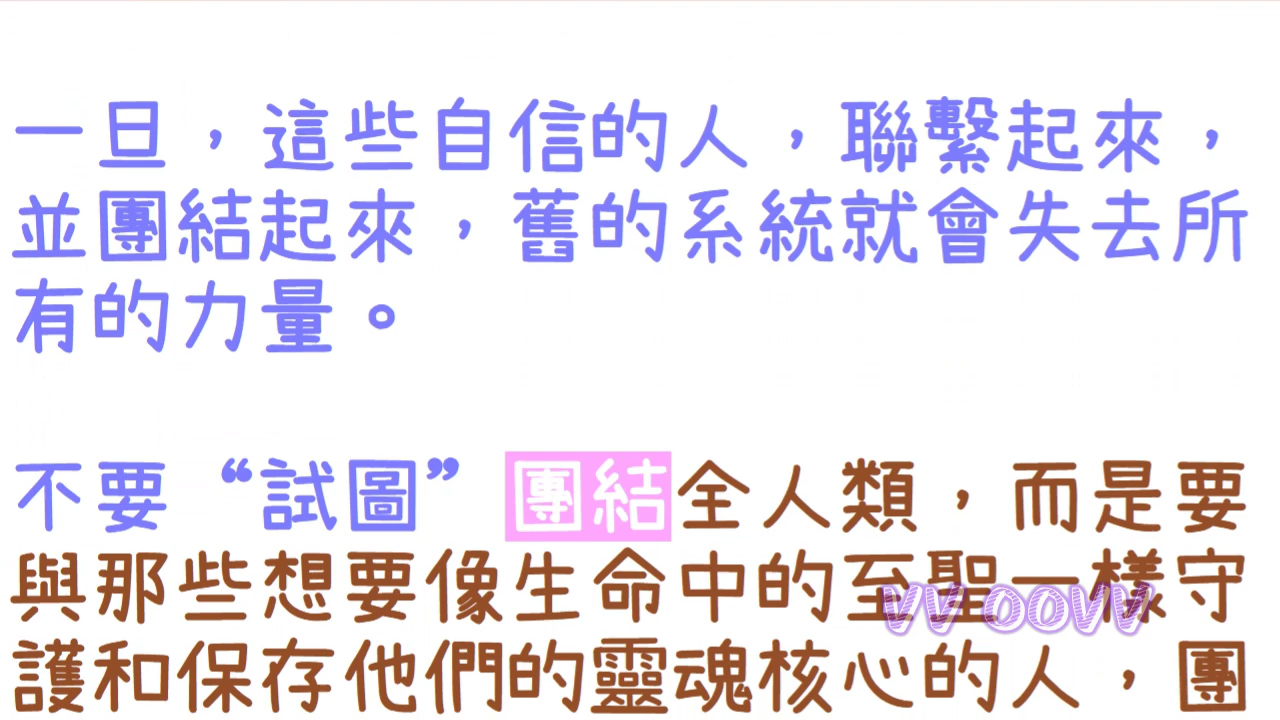 一旦，這些自信的人，聯繫起來，
並團結起來，舊的系統就會失去所
有的力量。
不要“試圖”團結全人類，而是要
與那些想要像生命中的至聖一樣守
護和保存他們的靈魂核心的人，團
vv oovv